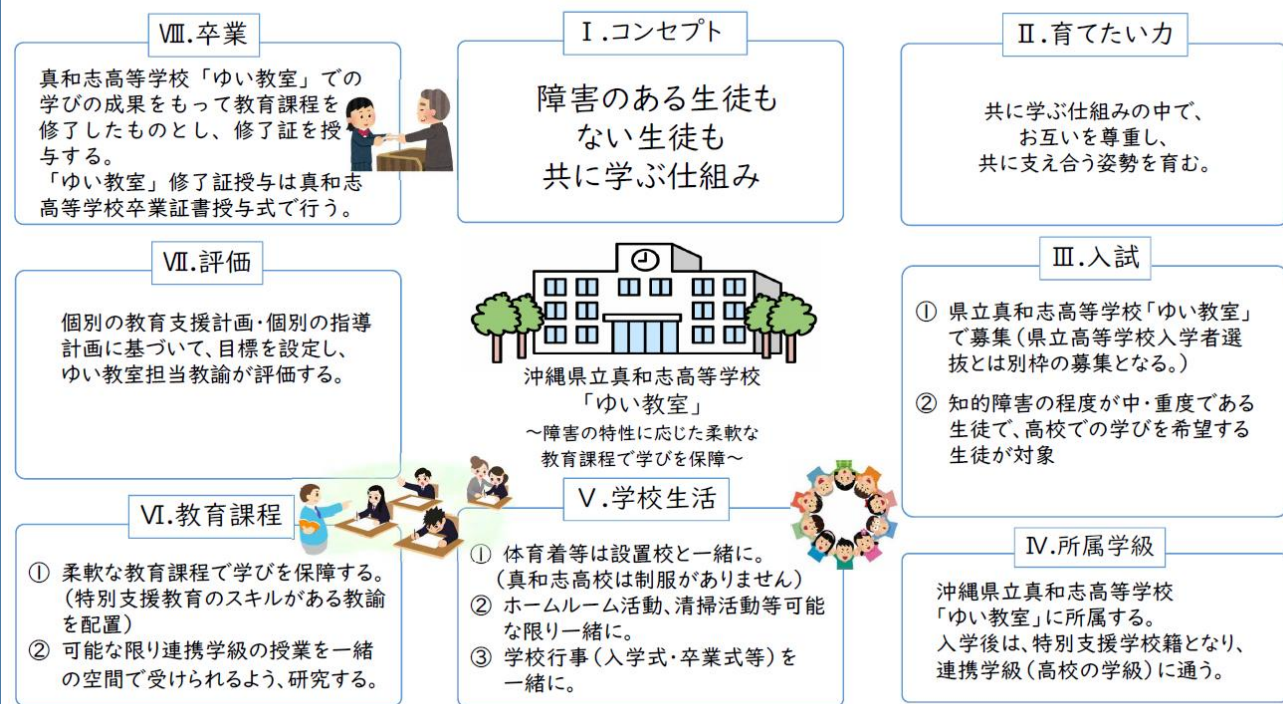 Ⅰ.コンセプト
障害のある生徒も
ない生徒も
共に学ぶ仕組み
Ⅱ.育てたい力
共に学ぶ仕組みの中で、
お互いを尊重し、
共に支え合う姿勢を育む。
Ⅲ.入試
① 県立真和志高等学校「ゆい教室」
で募集(県立高等学校入学者選
抜とは別枠の募集となる。)
② 知的障害の程度が中・重度である
生徒で、高校での学びを希望する
生徒が対象
Ⅳ.所属学級
沖縄県立真和志高等学校
「ゆい教室」に所属する。
入学後は、特別支援学校籍となり、
連携学級(高校の学級)に通う。
Ⅴ.学校生活
① 体育着等は設置校と一緒に。
(真和志高校は制服がありません)
② ホームルーム活動、清掃活動等可能
な限り一緒に。
③ 学校行事(入学式・卒業式等)を
一緒に。
Ⅵ.教育課程
① 柔軟な教育課程で学びを保障する。
(特別支援教育のスキルがある教諭
を配置)
② 可能な限り連携学級の授業を一緒
の空間で受けられるよう、研究する。
Ⅶ.評価
個別の教育支援計画・個別の指導
計画に基づいて、目標を設定し、
ゆい教室担当教諭が評価する。
Ⅷ.卒業
真和志高等学校「ゆい教室」での
学びの成果をもって教育課程を
修了したものとし、修了証を授
与する。
「ゆい教室」修了証授与は真和志
高等学校卒業証書授与式で行う。
沖縄県立真和志高等学校
「ゆい教室」
~障害の特性に応じた柔軟な
教育課程で学びを保障~